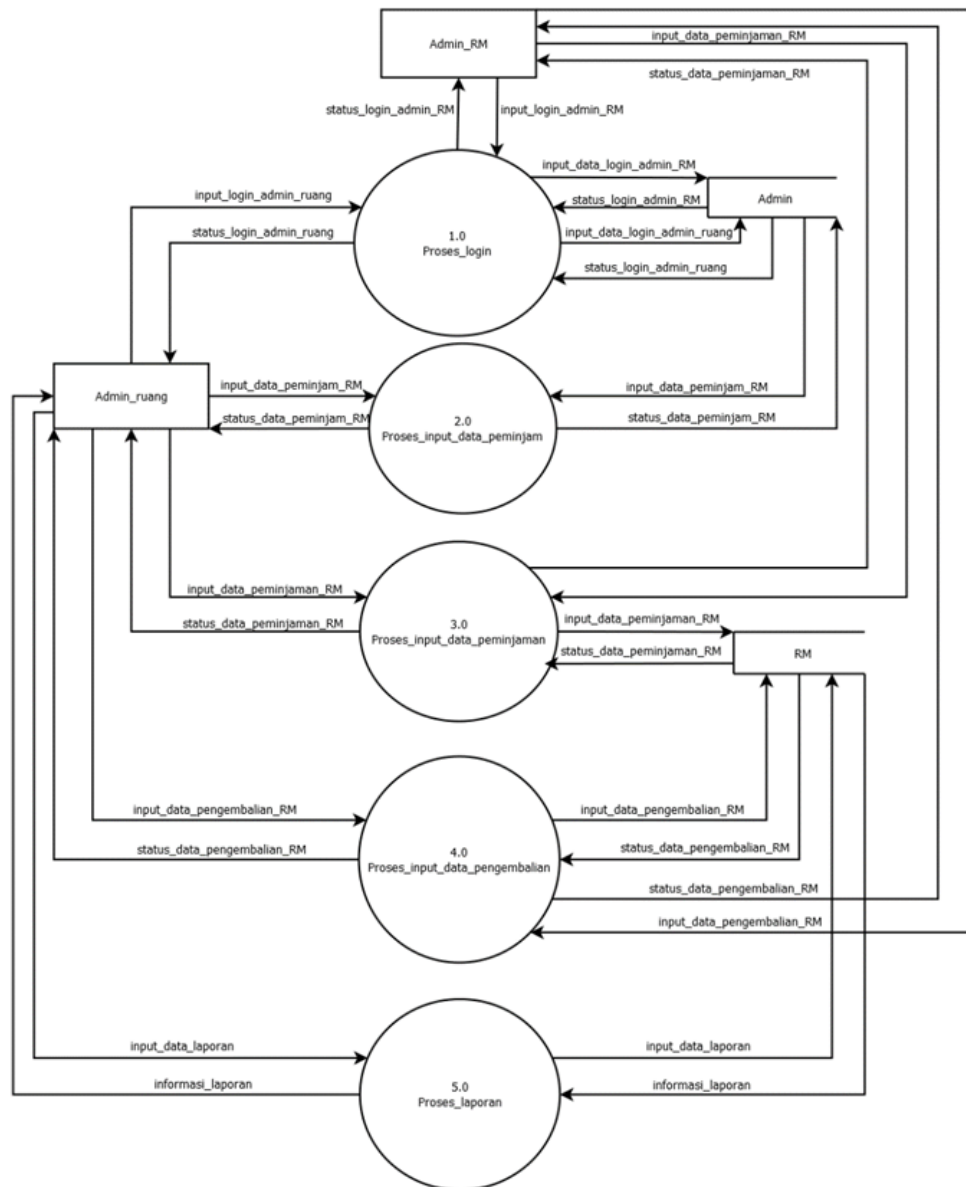 Admin_RM
input_data_peminjaman_RM
status_data_peminjaman_RM
status_login_admin_RM
input_login_admin_RM
input_data_login_admin_RM
input_login_admin_ruang
status_login_admin_RM
Admin
status_login_admin_ruang
1.0
Proses_login
input_data_login_admin_ruang
status_login_admin_ruang
Admin_ruang
input_data_peminjam_RM
input_data_peminjam_RM
status_data_peminjam_RM
2.0
Proses_input_data_peminjam
status_data_peminjam_RM
input_data_peminjaman_RM
status_data_peminjaman_RM
3.0
Proses_input_data_peminjaman
input_data_peminjaman_RM
status_data_peminjaman_RM
RM
input_data_pengembalian_RM
input_data_pengembalian_RM
status_data_pengembalian_RM
4.0
Proses_input_data_pengembalian
status_data_pengembalian_RM
status_data_pengembalian_RM
input_data_pengembalian_RM
input_data_laporan
input_data_laporan
informasi_laporan
5.0
Proses_laporan
informasi_laporan